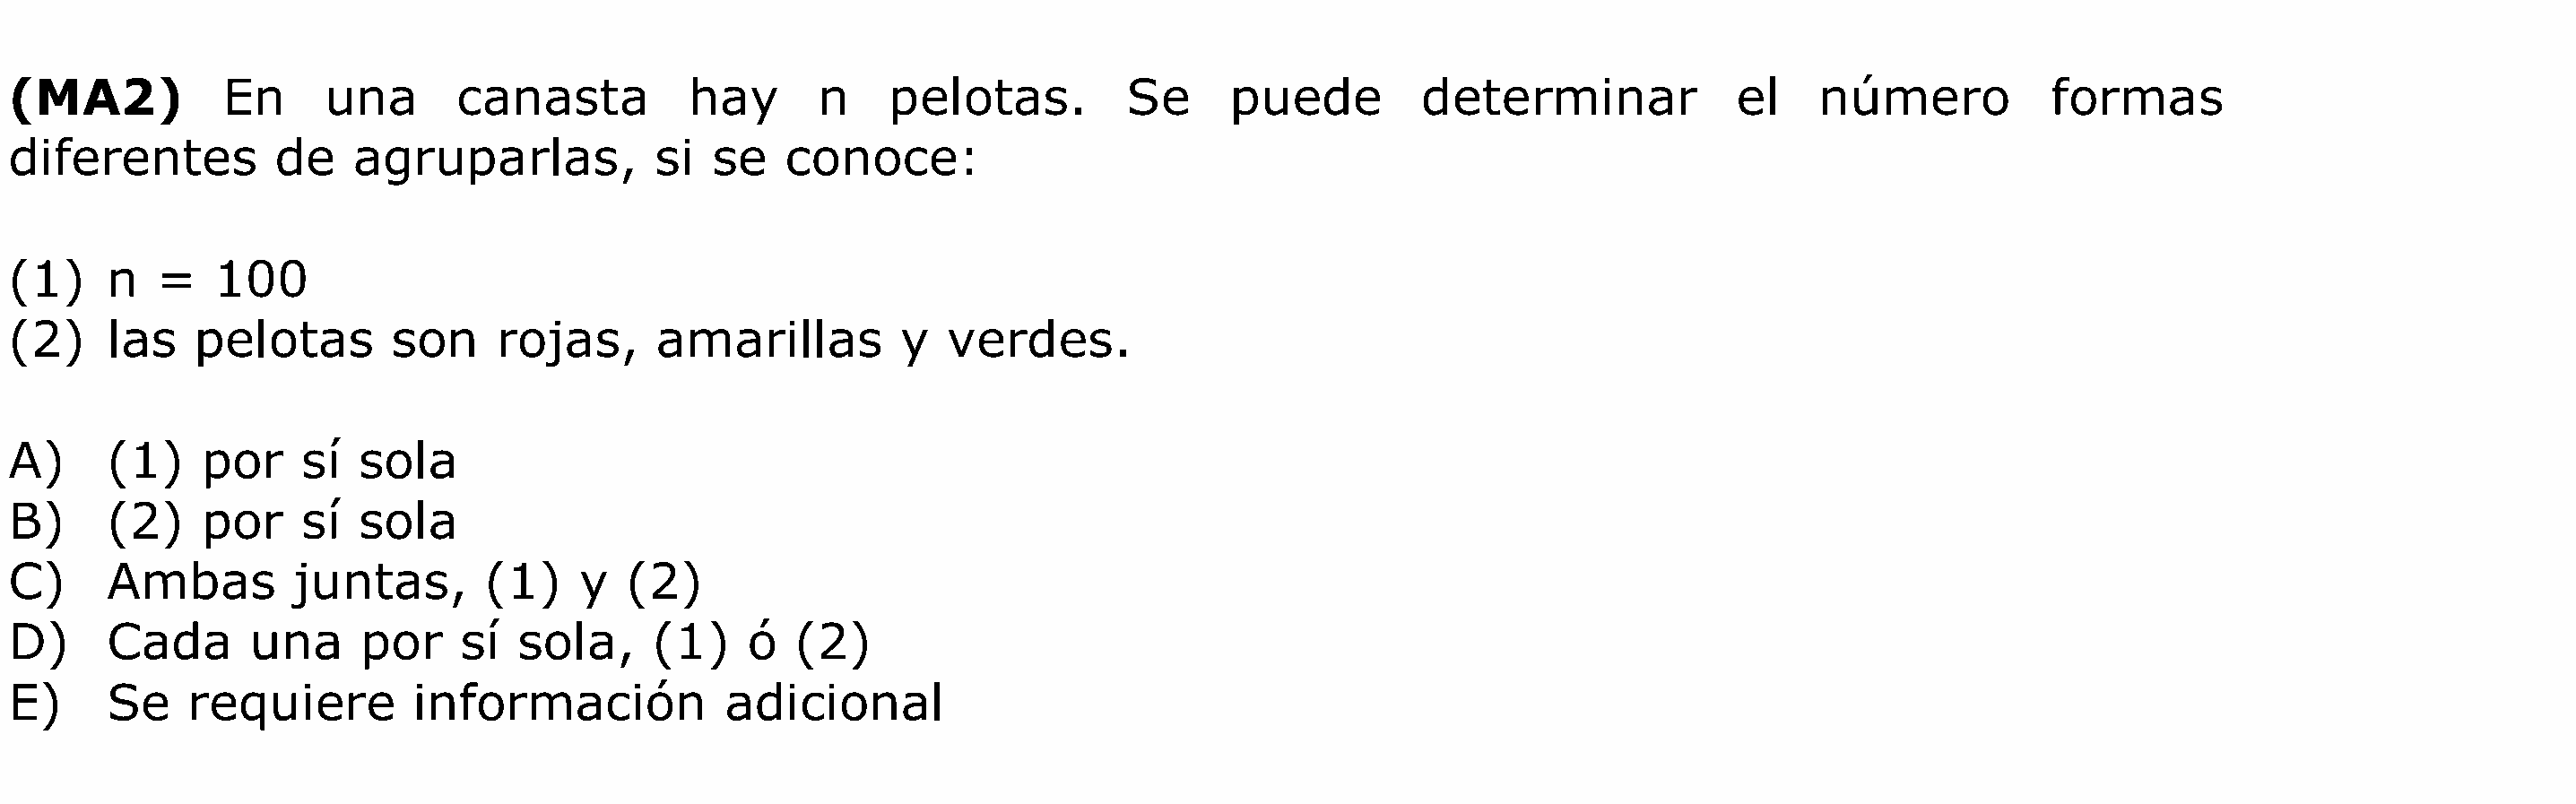 (MA2) En una canasta hay n pelotas. Se puede determinar el número formas
diferentes de agruparlas, si se conoce:
(1) n = 100
(2) las pelotas son rojas, amarillas y verdes.
A) (1) por sí sola
B) (2) por sí sola
C) Ambas juntas, (1) y (2)
D) Cada una por sí sola, (1) ó (2)
E) Se requiere información adicional